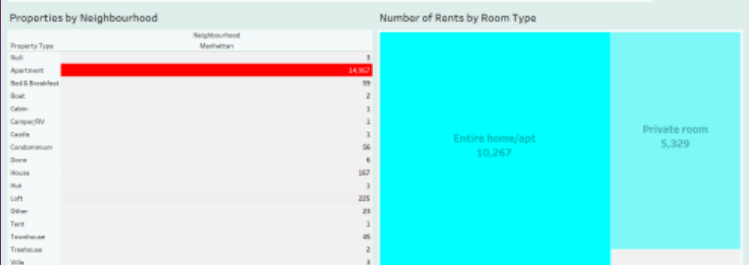 Properties by Neighbourhood
Neighbourhood
Property Type Manhattan
Null 3
Apartment 14,957
Bed & Breakfast 59
Boat 2
Cabin 1
Camper/RV 1
Castle 1
Condominium 56
Dorm 6
House 167
Hut 1
Loft 225
Other 23
Tent 1
Townhouse 45
Treehouse 2
Villa 3
Number of Rents by Room Type
Entire home/apt
10,267
Private room
5,329